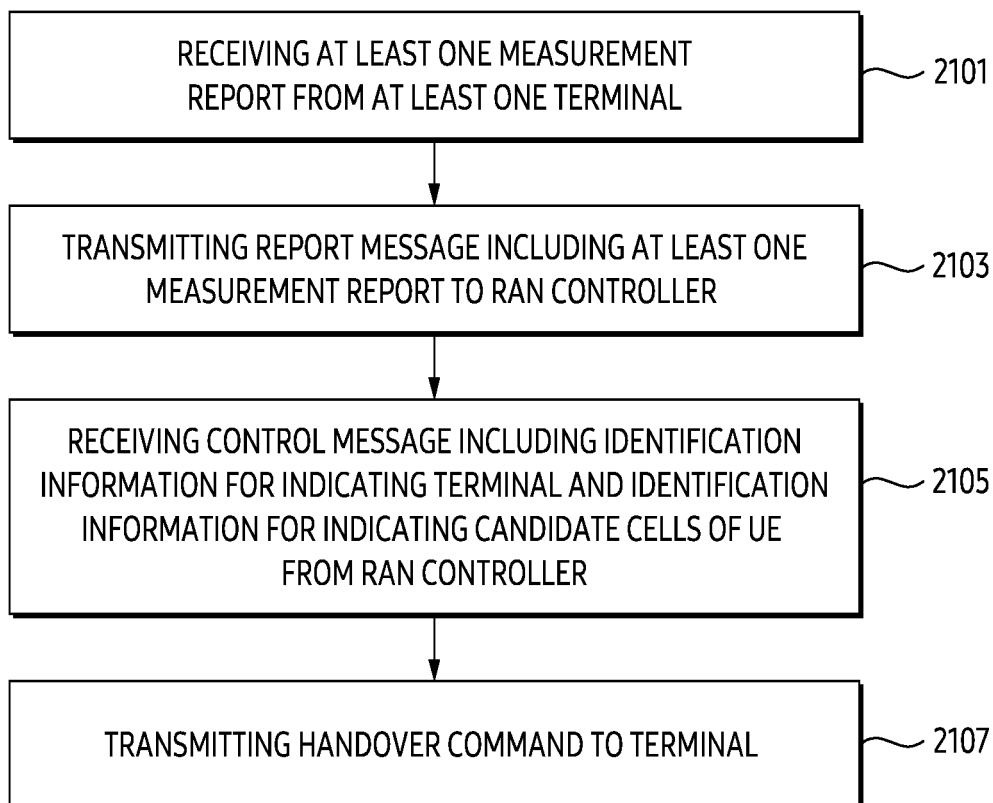 RECEIVING AT LEAST ONE MEASUREMENT
REPORT FROM AT LEAST ONE TERMINAL
2101
TRANSMITTING REPORT MESSAGE INCLUDING AT LEAST ONE
MEASUREMENT REPORT TO RAN CONTROLLER
2103
RECEIVING CONTROL MESSAGE INCLUDING IDENTIFICATION
INFORMATION FOR INDICATING TERMINAL AND IDENTIFICATION
INFORMATION FOR INDICATING CANDIDATE CELLS OF UE
FROM RAN CONTROLLER
2105
TRANSMITTING HANDOVER COMMAND TO TERMINAL
2107